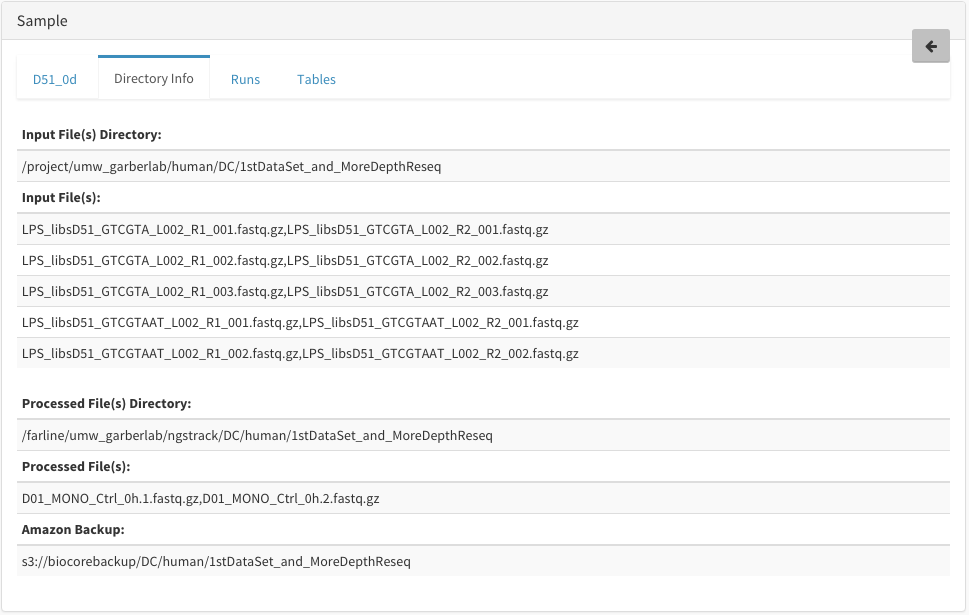 Sample
D51_0d Directory Info Runs Tables
Input File(s) Directory:
/project/umw_garberlab/human/DC/1stDataSet_and_MoreDepthReseq
Input File(s):
LPS_libsD51_GTCGTA_L002_R1_001.fastq.gz,LPS_libsD51_GTCGTA_L002_R2_001.fastq.gz
LPS_libsD51_GTCGTA_L002_R1_002.fastq.gz,LPS_libsD51_GTCGTA_L002_R2_002.fastq.gz
LPS_libsD51_GTCGTA_L002_R1_003.fastq.gz,LPS_libsD51_GTCGTA_L002_R2_003.fastq.gz
LPS_libsD51_GTCGTAAT_L002_R1_001.fastq.gz,LPS_libsD51_GTCGTAAT_L002_R2_001.fastq.gz
LPS_libsD51_GTCGTAAT_L002_R1_002.fastq.gz,LPS_libsD51_GTCGTAAT_L002_R2_002.fastq.gz
Processed File(s) Directory:
/farline/umw_garberlab/ngstrack/DC/human/1stDataSet_and_MoreDepthReseq
Processed File(s):
D01_MONO_Ctrl_0h.1.fastq.gz,D01_MONO_Ctrl_0h.2.fastq.gz
Amazon Backup:
s3://biocorebackup/DC/human/1stDataSet_and_MoreDepthReseq